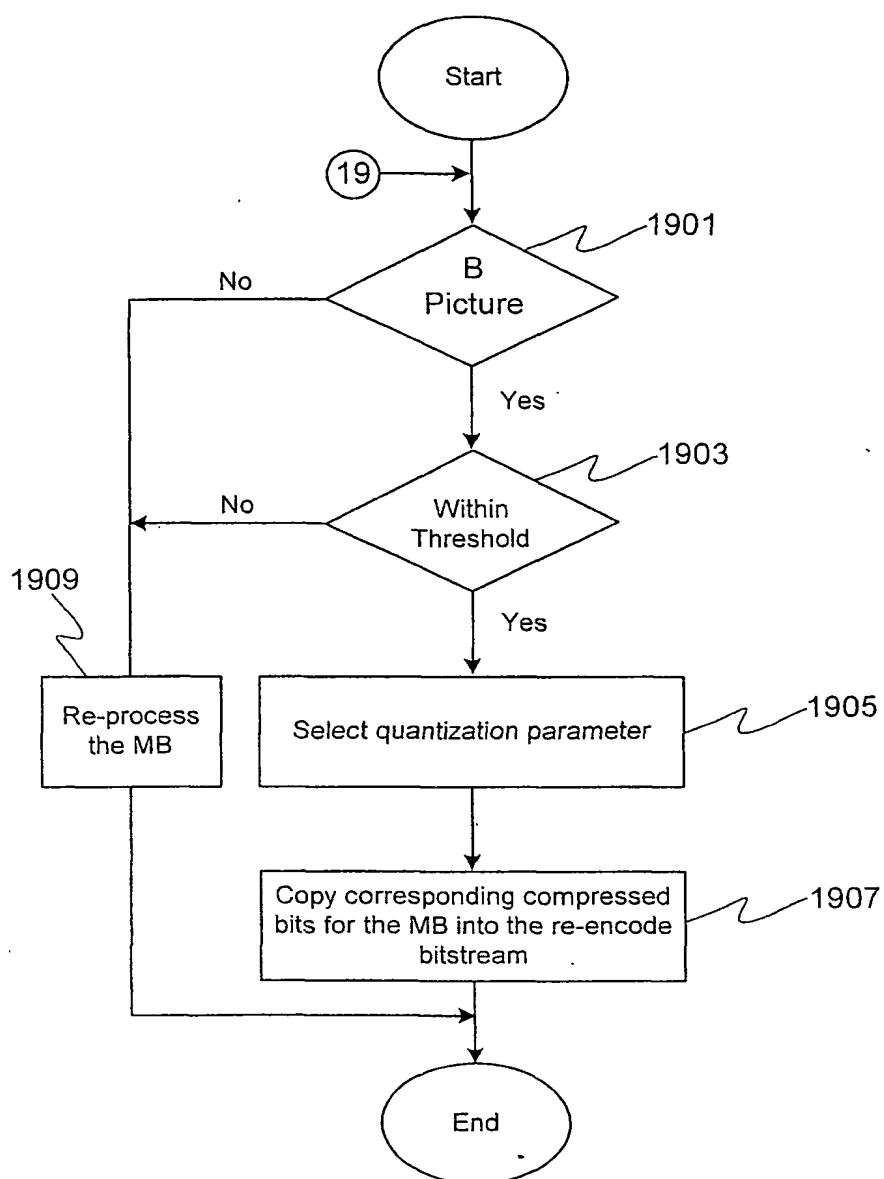 Start
19
1901
B
Picture
No
Yes
1903
Within
Threshold
No
1909
Yes
Re-process
the MB
Select quantization parameter
1905
Copy corresponding compressed
bits for the MB into the re-encode
bitstream
1907
End